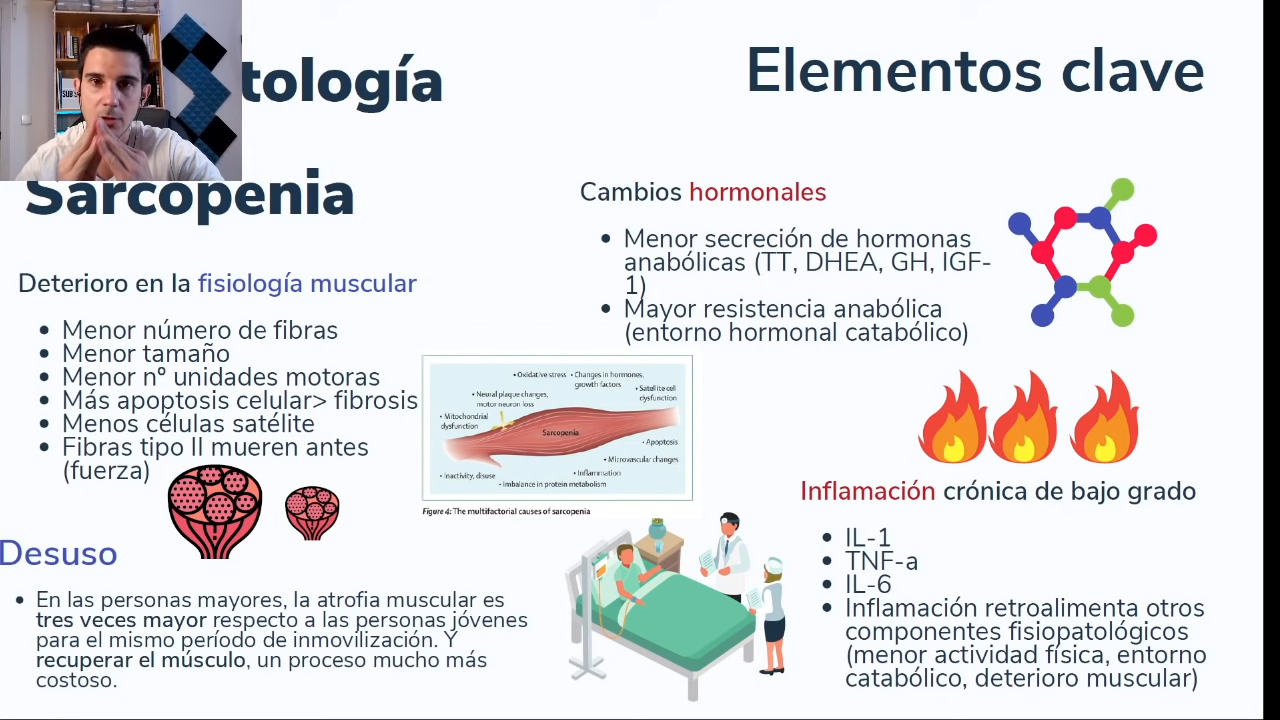 tología
Sarcopenia
Elementos clave
Deterioro en la fisiología muscular
• Menor número de fibras
• Menor tamaño
• Menor nº unidades motoras
• Más apoptosis celular> fibrosis
• Menos células satélite
• Fibras tipo II mueren antes
(fuerza)
Desuso
• En las personas mayores, la atrofia muscular es
tres veces mayor respecto a las personas jóvenes
para el mismo período de inmovilización. Y
recuperar el músculo, un proceso mucho más
costoso.
Cambios hormonales
• Menor secreción de hormonas
anabólicas (TT, DHEA, GH, IGF-
1)
• Mayor resistencia anabólica
(entorno hormonal catabólico)
• Oxidative stress
• Changes in hormones,
growth factors
• Satellite cell
dysfunction
• Neural plaque changes,
motor neuron loss
• Mitochondrial
dysfunction
Sarcopenia
• Apoptosis
• Microvascular changes
• Inflammation
• Inactivity, disuse
• Imbalance in protein metabolism
Figure 4: The multifactorial causes of sarcopenia
Inflamación crónica de bajo grado
• IL-1
• TNF-a
• IL-6
• Inflamación retroalimenta otros
componentes fisiopatológicos
(menor actividad física, entorno
catabólico, deterioro muscular)